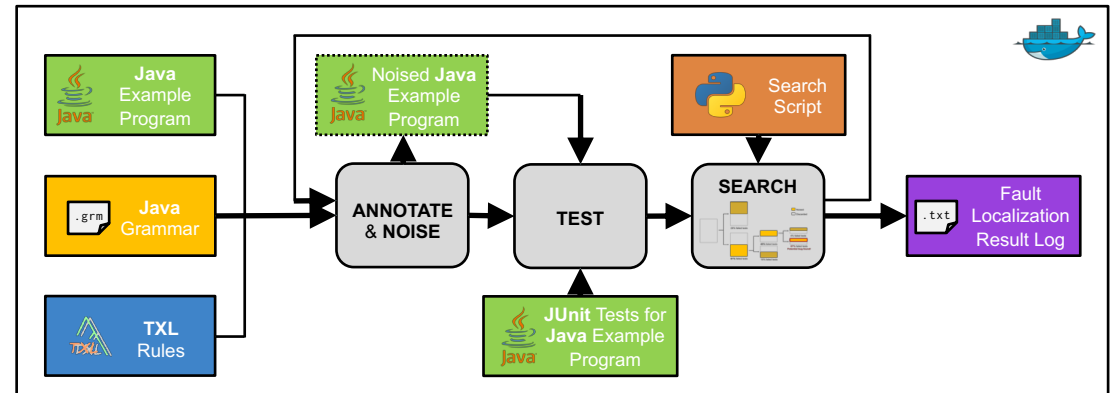 Java
Example
Program
Java
Noised Java
Example
Program
Java
Search
Script
.grm
Java
Grammar
ANNOTATE
& NOISE
TEST
SEARCH
.txt
Fault
Localization
Result Log
TXL
Rules
JUnit Tests for
Java Example
Program
Java